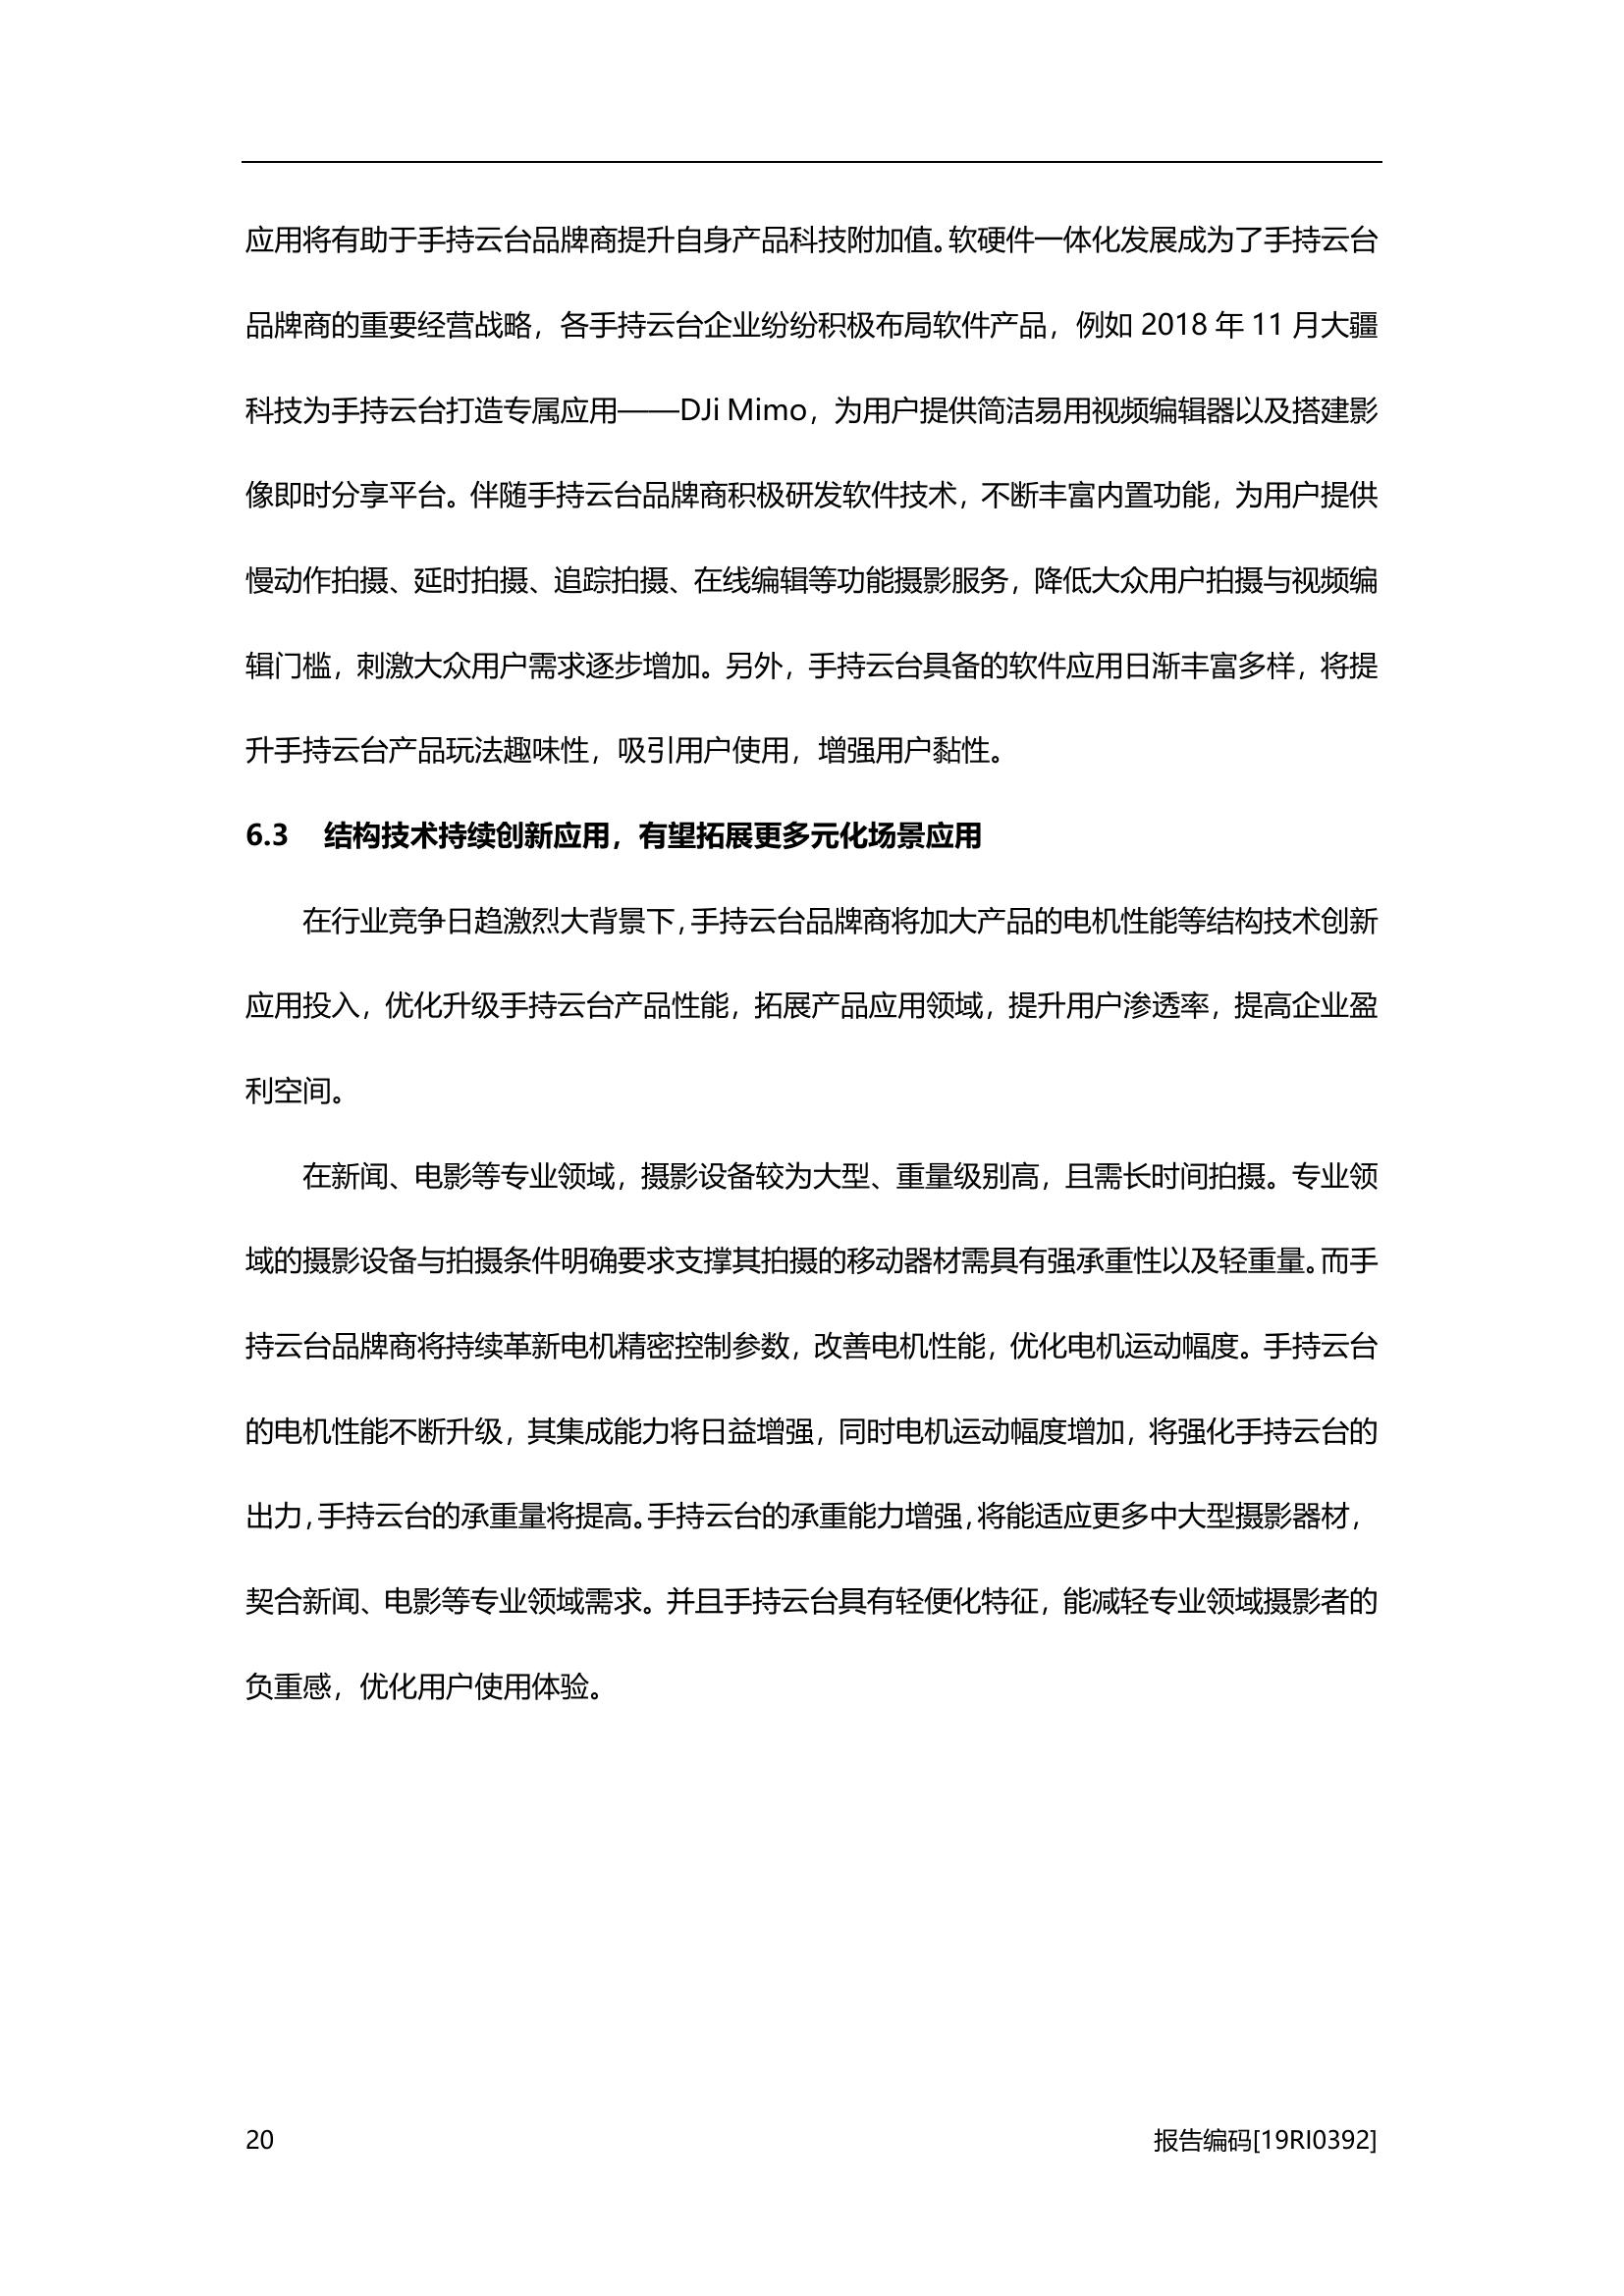 应用将有助于手持云台品牌商提升自身产品科技附加值。软硬件一体化发展成为了手持云台
品牌商的重要经营战略，各手持云台企业纷纷积极布局软件产品，例如 2018 年 11 月大疆
科技为手持云台打造专属应用——DJi Mimo，为用户提供简洁易用视频编辑器以及搭建影
像即时分享平台。伴随手持云台品牌商积极研发软件技术，不断丰富内置功能，为用户提供
慢动作拍摄、延时拍摄、追踪拍摄、在线编辑等功能摄影服务，降低大众用户拍摄与视频编
辑门槛，刺激大众用户需求逐步增加。另外，手持云台具备的软件应用日渐丰富多样，将提
升手持云台产品玩法趣味性，吸引用户使用，增强用户黏性。
6.3 结构技术持续创新应用，有望拓展更多元化场景应用
在行业竞争日趋激烈大背景下，手持云台品牌商将加大产品的电机性能等结构技术创新
应用投入，优化升级手持云台产品性能，拓展产品应用领域，提升用户渗透率，提高企业盈
利空间。
在新闻、电影等专业领域，摄影设备较为大型、重量级别高，且需长时间拍摄。专业领
域的摄影设备与拍摄条件明确要求支撑其拍摄的移动器材需具有强承重性以及轻重量。而手
持云台品牌商将持续革新电机精密控制参数，改善电机性能，优化电机运动幅度。手持云台
的电机性能不断升级，其集成能力将日益增强，同时电机运动幅度增加，将强化手持云台的
出力，手持云台的承重量将提高。手持云台的承重能力增强，将能适应更多中大型摄影器材，
契合新闻、电影等专业领域需求。并且手持云台具有轻便化特征，能减轻专业领域摄影者的
负重感，优化用户使用体验。
20
报告编码[19RI0392]